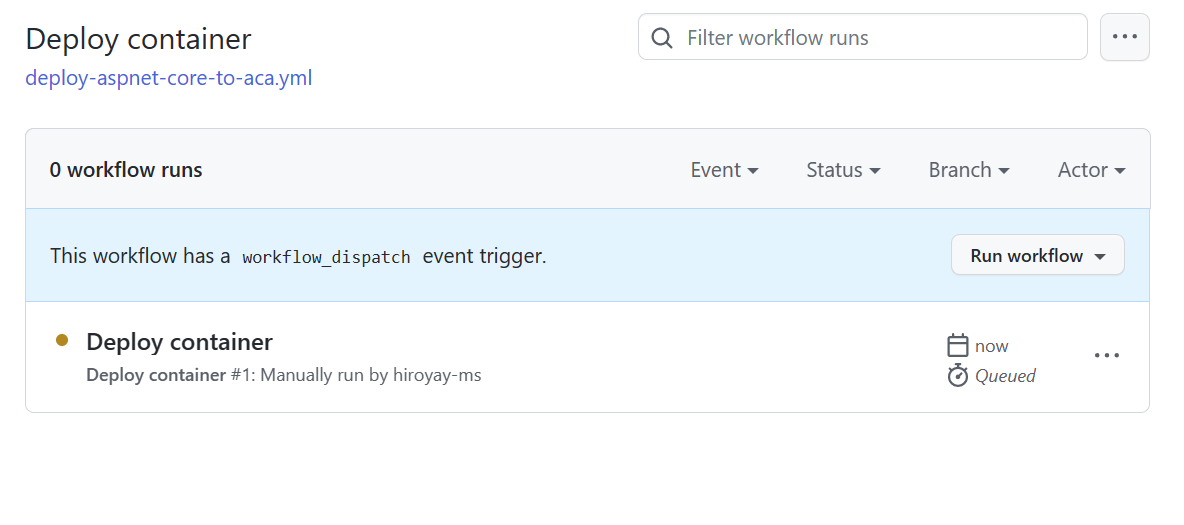 Deploy container
Filter workflow runs
deploy-aspnet-core-to-aca.yml
0 workflow runs
Event
Status
Branch
Actor
This workflow has a workflow_dispatch event trigger.
Run workflow
Deploy container
now
Deploy container #1: Manually run by hiroyay-ms
Queued